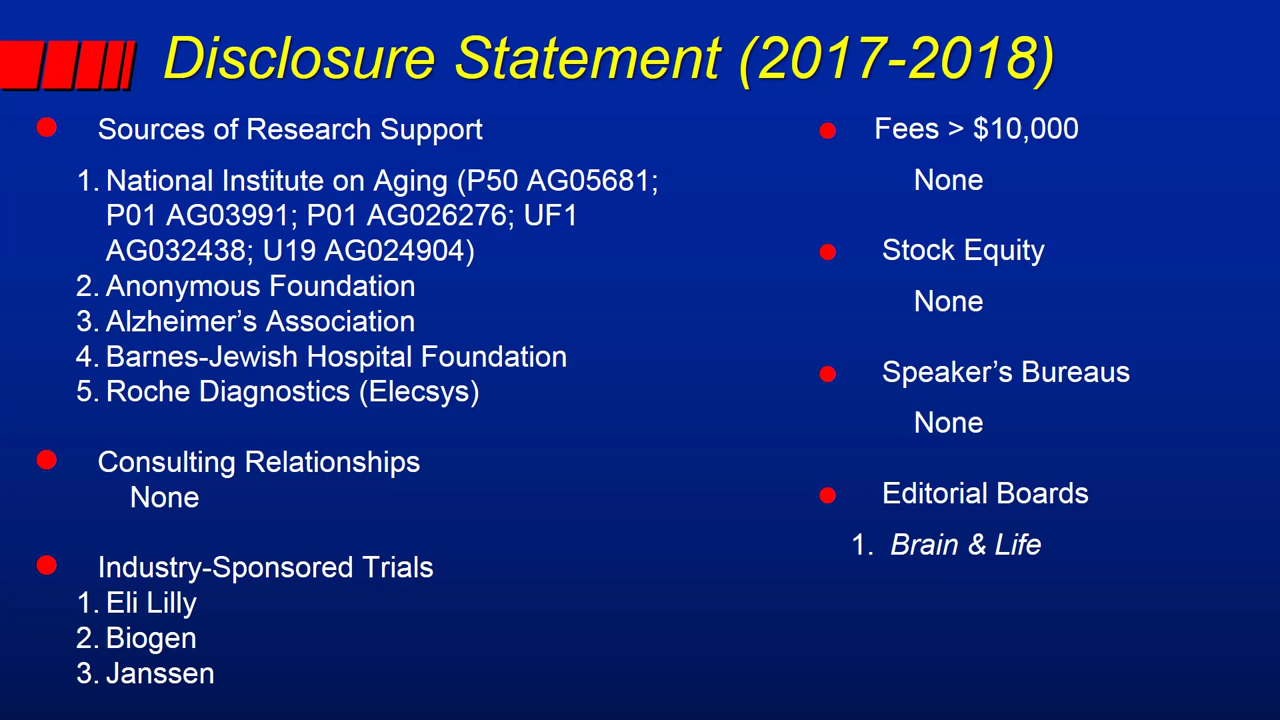 Disclosure Statement (2017-2018)
● Sources of Research Support
1. National Institute on Aging (P50 AG05681;
P01 AG03991; P01 AG026276; UF1
AG032438; U19 AG024904)
2. Anonymous Foundation
3. Alzheimer’s Association
4. Barnes-Jewish Hospital Foundation
5. Roche Diagnostics (Elecsys)
● Consulting Relationships
None
● Industry-Sponsored Trials
1. Eli Lilly
2. Biogen
3. Janssen
● Fees > $10,000
None
● Stock Equity
None
● Speaker’s Bureaus
None
● Editorial Boards
1. Brain & Life